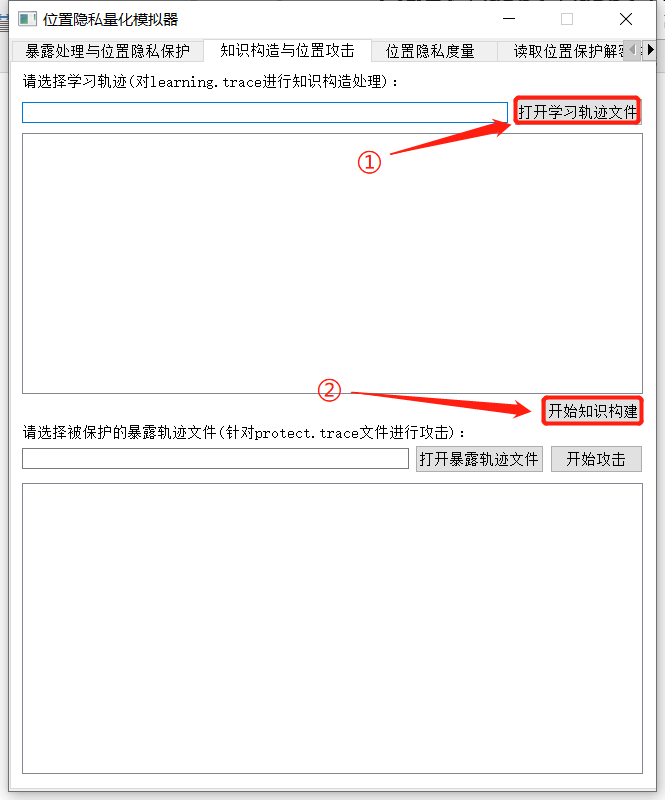 位置隐私量化模拟器
暴露处理与位置隐私保护 知识构造与位置攻击 位置隐私度量 读取位置保护解密
请选择学习轨迹(对learning.trace进行知识构造处理)：
打开学习轨迹文件
①
②
开始知识构建
请选择被保护的暴露轨迹文件(针对protect.trace文件进行攻击)：
打开暴露轨迹文件 开始攻击